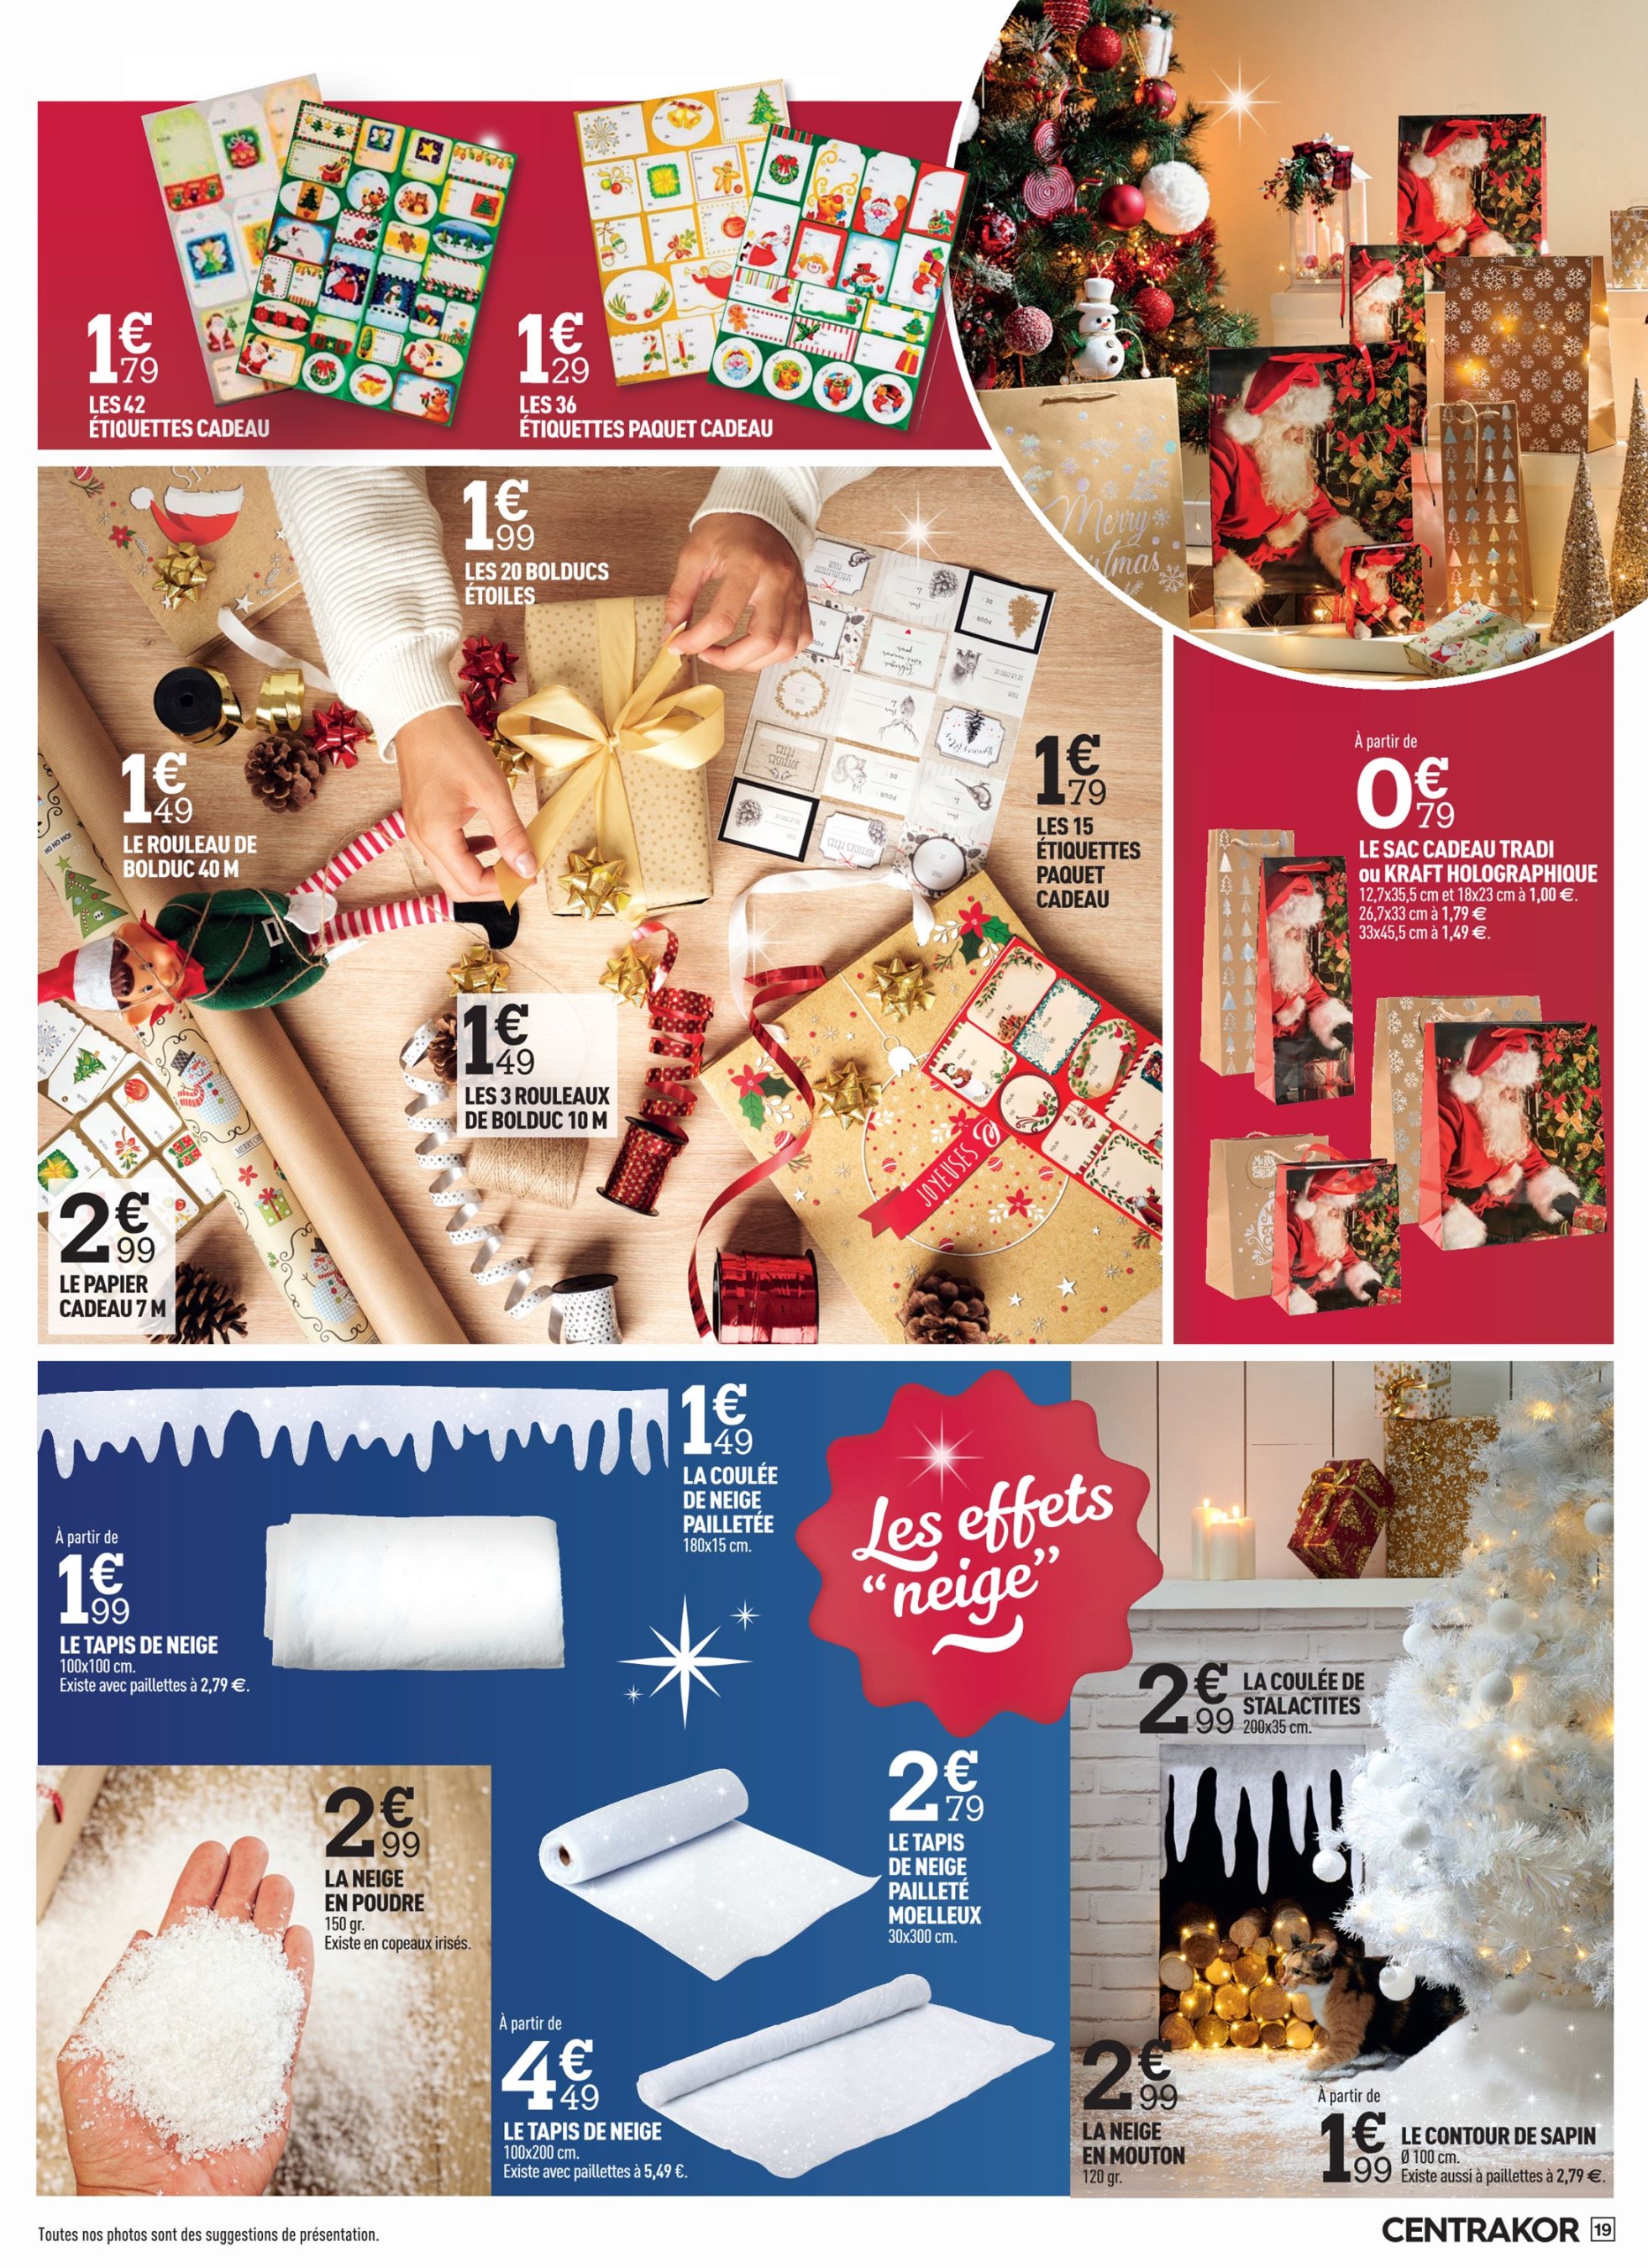 1€79
LES 42
ÉTIQUETTES CADEAU
1€29
LES 36
ÉTIQUETTES PAQUET CADEAU
Merry
1€99
LES 20 BOLDUCS
ÉTOILES
1€49
LE ROULEAU DE
BOLDUC 40 M
HO HO HO!
1€79
LES 15
ÉTIQUETTES
PAQUET
CADEAU
À partir de
0€79
LE SAC CADEAU TRADI
ou KRAFT HOLOGRAPHIQUE
12,7x35,5 cm et 18x23 cm à 1,00 €.
26,7x33 cm à 1,79 €
33x45,5 cm à 1,49 €.
1€49
LES 3 ROULEAUX
DE BOLDUC 10 M
JOYEUSES
2€99
LE PAPIER
CADEAU 7 M
1€49
LA COULÉE
DE NEIGE
PAILLETÉE
180x15 cm.
Les effets
“neige”
À partir de
1€99
LE TAPIS DE NEIGE
100x100 cm.
Existe avec paillettes à 2,79 €.
2€99
LA COULÉE DE
STALACTITES
200x35 cm.
2€99
LA NEIGE
EN POUDRE
150 gr.
Existe en copeaux irisés.
2€79
LE TAPIS
DE NEIGE
PAILLETÉ
MOELLEUX
30x300 cm.
À partir de
4€49
LE TAPIS DE NEIGE
100x200 cm.
Existe avec paillettes à 5,49 €.
2€99
LA NEIGE
EN MOUTON
120 gr.
À partir de
1€99
LE CONTOUR DE SAPIN
Ø 100 cm.
Existe aussi à paillettes à 2,79 €.
Toutes nos photos sont des suggestions de présentation.
CENTRAKOR 19